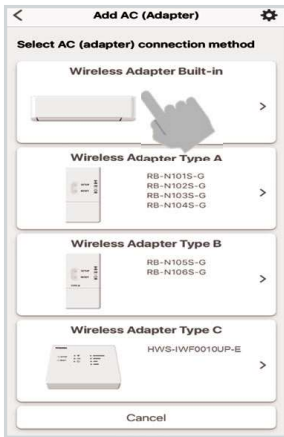 Add AC (Adapter)
Select AC (adapter) connection method
Wireless Adapter Built-in
Wireless Adapter Type A
RB-N101S-G
RB-N102S-G
RB-N103S-G
RB-N104S-G
Wireless Adapter Type B
RB-N105S-G
RB-N106S-G
Wireless Adapter Type C
HWS-IWF0010UP-E
Cancel